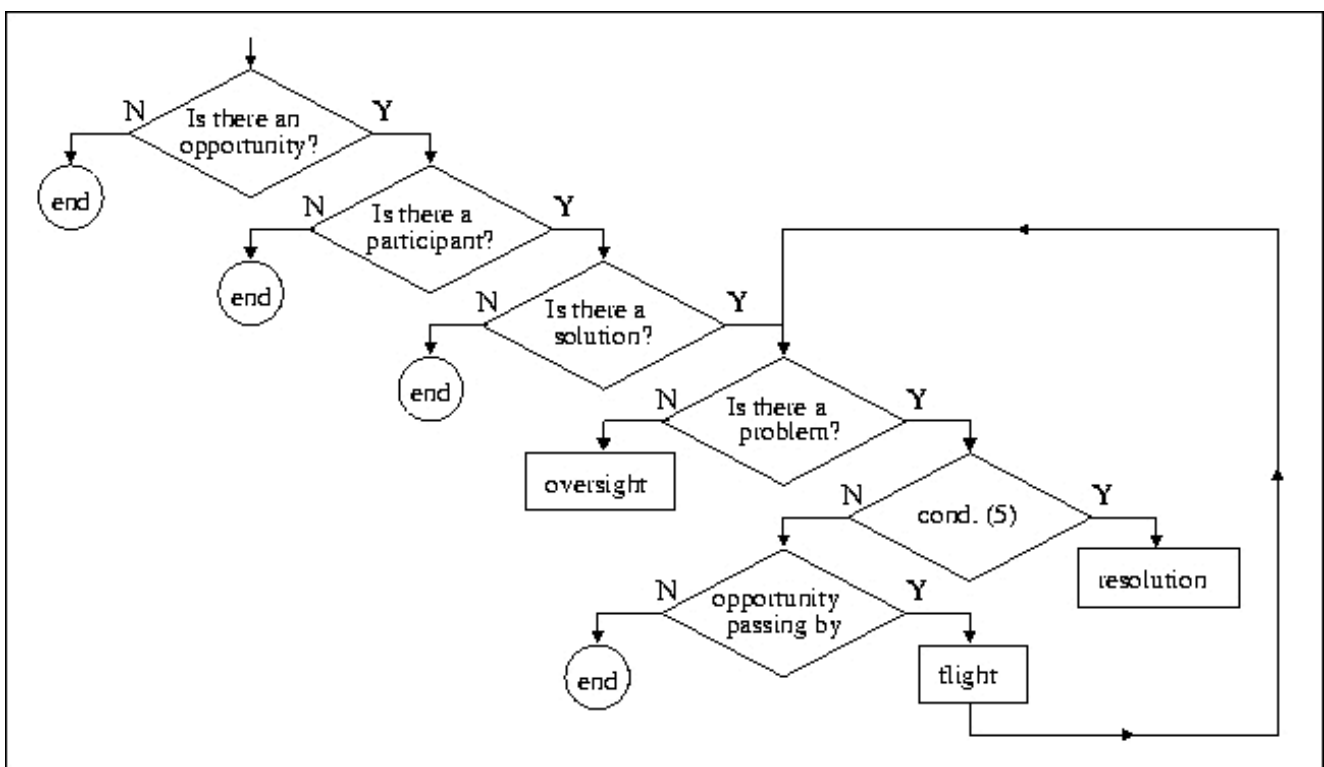 N
Y
Is there an
opportunity?
end
N
Y
Is there a
participant?
end
N
Y
Is there a
solution?
end
N
Y
Is there a
problem?
oversight
N
Y
cond. (5)
resolution
N
Y
opportunity
passing by
end
flight